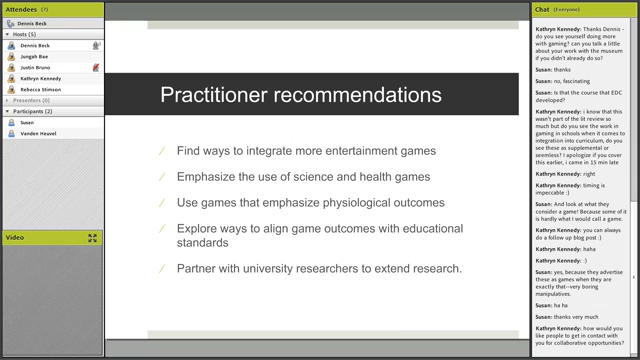 Attendees (7)
Dennis Beck
Hosts (5)
Dennis Beck
Jungah Bae
Justin Bruno
Kathryn Kennedy
Rebecca Stimson
Presenters (0)
Participants (2)
Susan
Vanden Heuvel
Video
Practitioner recommendations
Find ways to integrate more entertainment games
Emphasize the use of science and health games
Use games that emphasize physiological outcomes
Explore ways to align game outcomes with educational
standards
Partner with university researchers to extend research.
Chat (Everyone)
Kathryn Kennedy: Thanks Dennis -
do you see yourself doing more
with gaming? can you talk a little
about your work with the museum
if you didn't already do so?
Susan: thanks
Susan: no, fascinating
Susan: Is that the course that EDC
developed?
Kathryn Kennedy: i know that this
wasn't part of the lit review so
much but do you see the work in
gaming in schools when it comes to
integration into curriculum, do you
see these as supplemental or
seemless? I apologize if you cover
this earlier, i came in 15 min late
Kathryn Kennedy: right
Kathryn Kennedy: timing is
impeccable :)
Susan: And look at what they
consider a game! Because some of it
is hardly what I would call a game.
Kathryn Kennedy: you can always
do a follow up blog post :)
Kathryn Kennedy: haha
Kathryn Kennedy: :)
Susan: yes, because they advertise
these as games when they are
exactly that--very boring
manipulatives.
Susan: ha ha
Susan: thanks very much
Kathryn Kennedy: how would you
like people to get in contact with
you for collaborative opportunities?